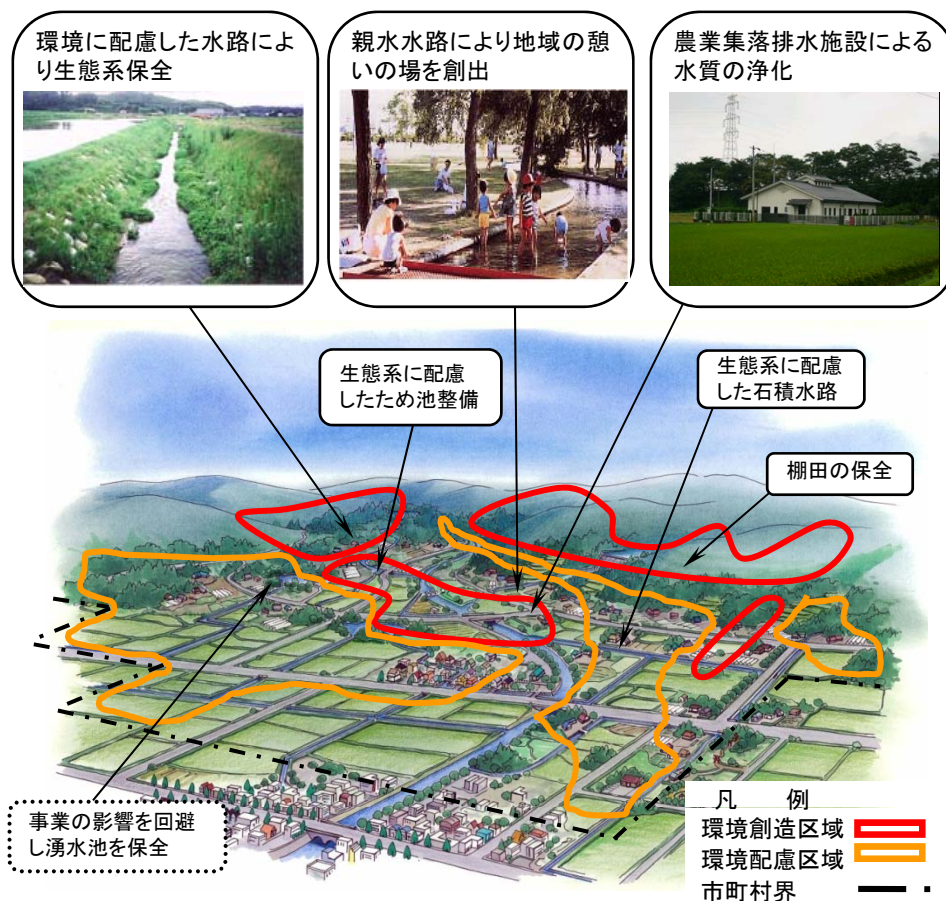 環境に配慮した水路によ
り生態系保全
親水水路により地域の憩
いの場を創出
農業集落排水施設による
水質の浄化
生態系に配慮
したため池整備
生態系に配慮
した石積水路
棚田の保全
事業の影響を回避
し湧水池を保全
凡 例
環境創造区域
環境配慮区域
市町村界